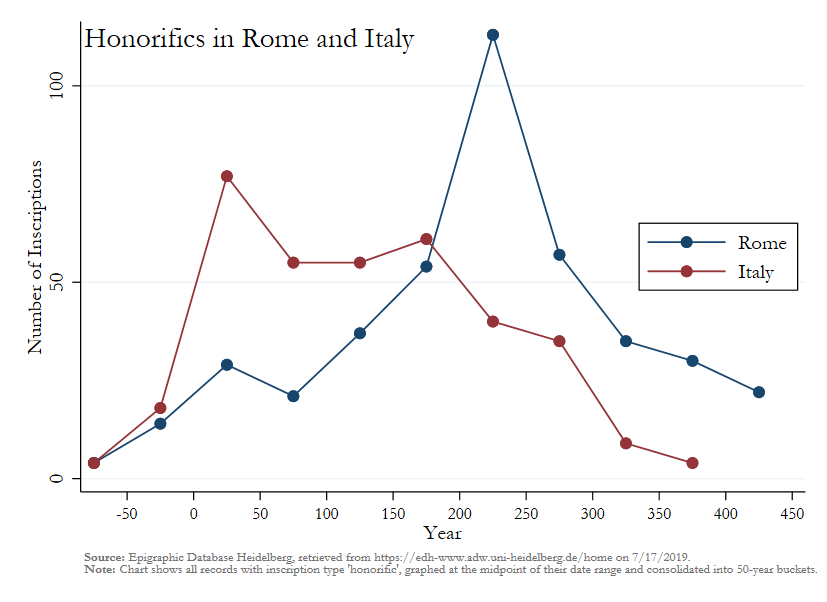 Honorifics in Rome and Italy
Number of Inscriptions
100
50
0
Rome
Italy
-50 0 50 100 150 200 250 300 350 400 450
Year
Source: Epigraphic Database Heidelberg, retrieved from https://edh-www.adw.uni-heidelberg.de/home on 7/17/2019.
Note: Chart shows all records with inscription type 'honorific', graphed at the midpoint of their date range and consolidated into 50-year buckets.